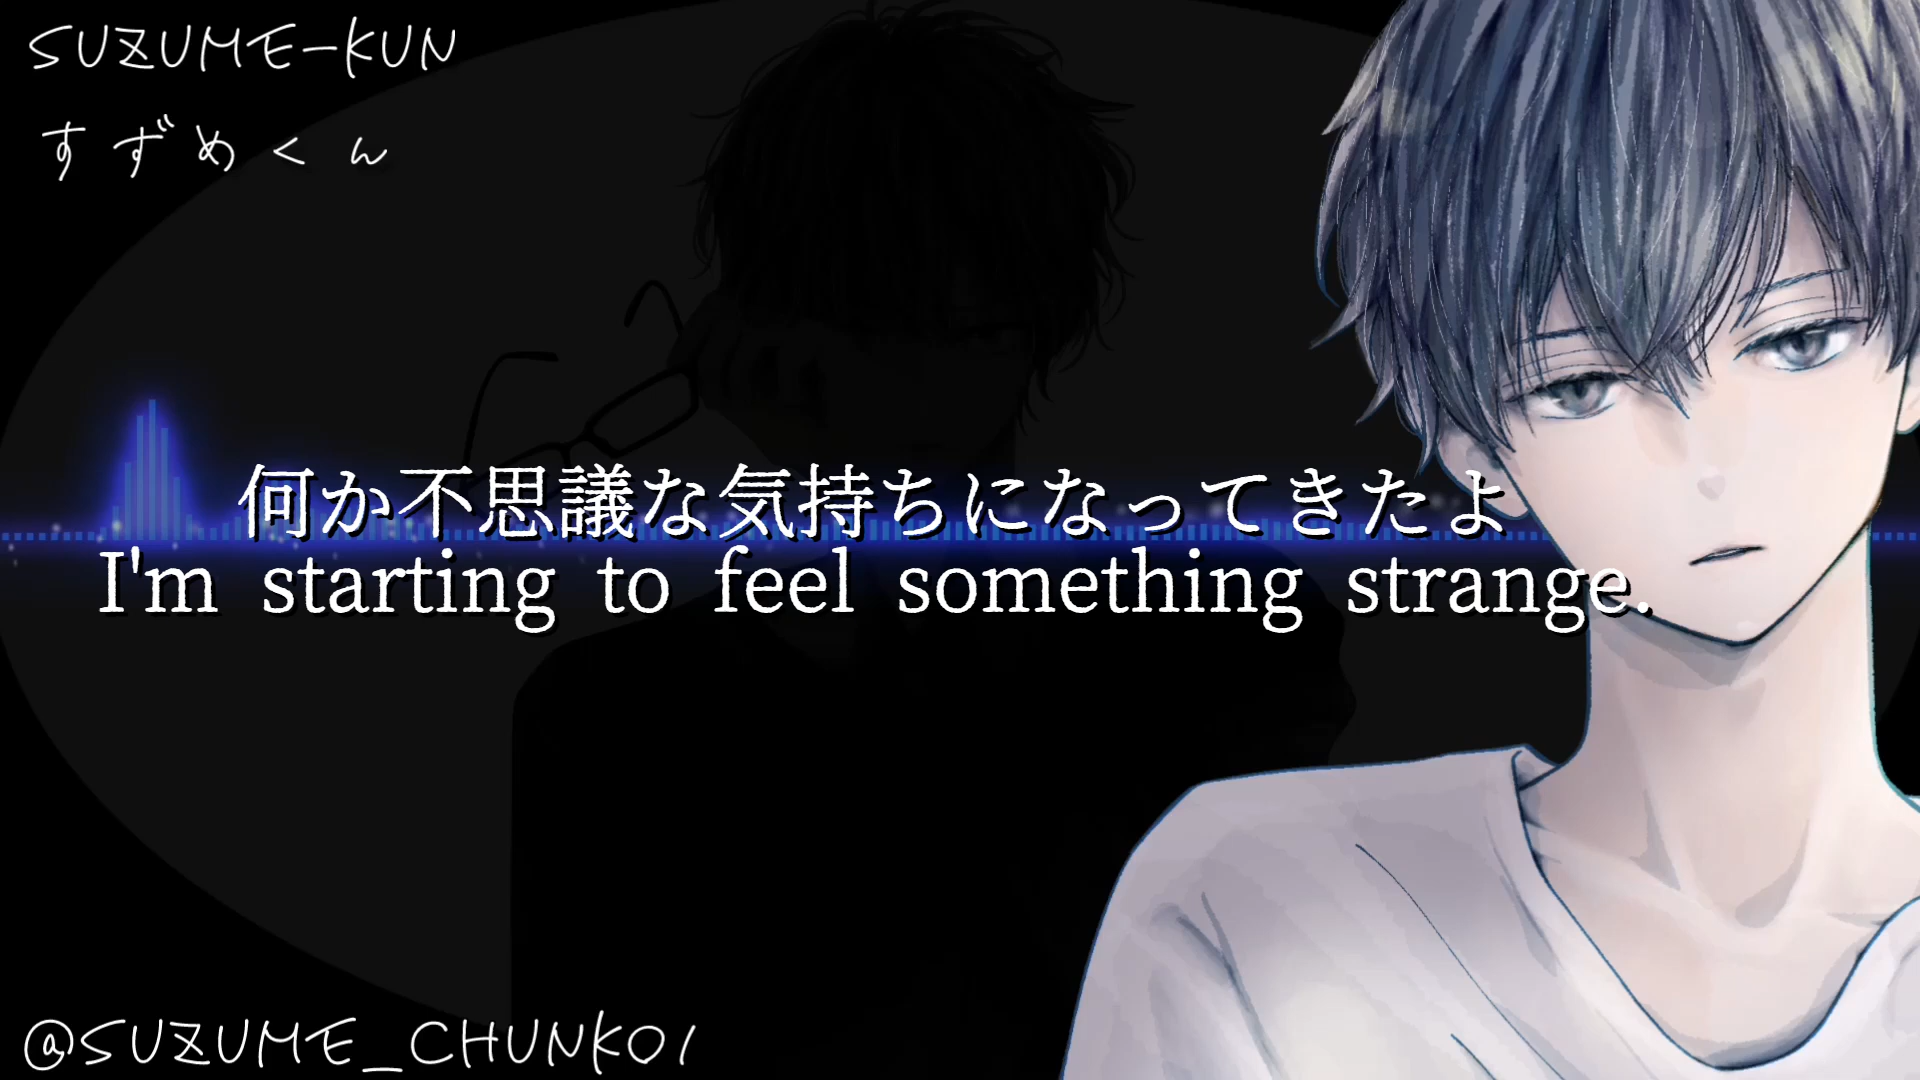 SUZUME-KUN
すずめくん
何か不思議な気持ちになってきたよ
I'm starting to feel something strange.
@SUZUME_CHUNK01